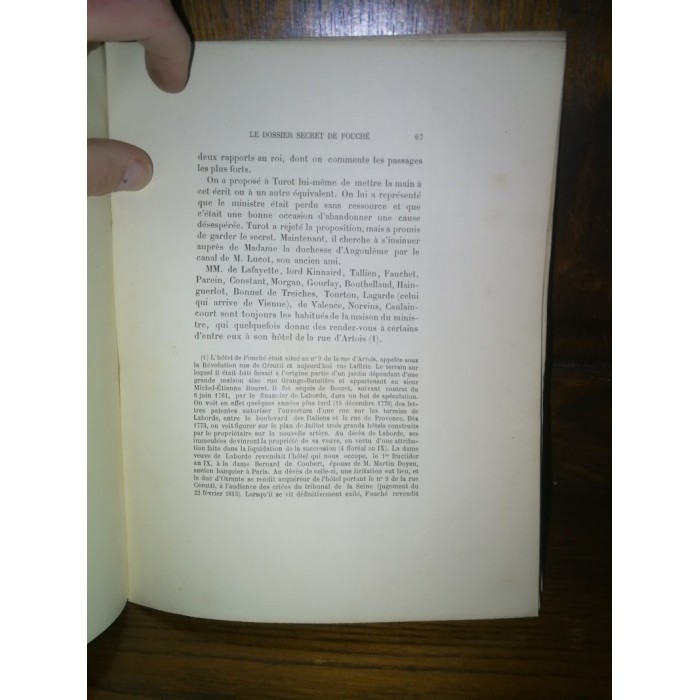 LE DOSSIER SECRET DE FOUCHÉ 67
deux rapports au roi, dont on commente les passages
les plus forts.
On a proposé à Turot lui-même de mettre la main à
cet écrit ou à un autre équivalent. On lui a représenté
que le ministre était perdu sans ressource et que
c'était une bonne occasion d'abandonner une cause
désespérée. Turot a rejeté la proposition, mais a promis
de garder le secret. Maintenant, il cherche à s'insinuer
auprès de Madame la duchesse d'Angoulême par le
canal de M. Lucot, son ancien ami.
MM. de Lafayette, lord Kinnaird, Tallien, Fauchet,
Parein, Constant, Morgan, Gourlay, Bouthelland, Hain-
guerlot, Bonnet de Treiches, Tourton, Lagarde (celui
qui arrive de Vienne), de Valence, Norvins, Caulain-
court sont toujours les habitués de la maison du minis-
tre, qui quelquefois donne des rendez-vous à certains
d'entre eux à son hôtel de la rue d'Artois (1).
(1) L'hôtel de Fouché était situé au n° 9 de la rue d'Artois, appelée sous
la Révolution rue de Cérutti et aujourd'hui rue Laffitte. Le terrain sur
lequel il était bâti faisait à l'origine partie d'un jardin dépendant d'une
grande maison sise rue Grange-Batelière et appartenant au sieur
Michel-Étienne Bouret. Il fut acquis de Bouret, suivant contrat du
6 juin 1761, par le financier de Laborde, dans un but de spéculation.
On voit en effet quelques années plus tard (15 décembre 1770) des let-
tres patentes autoriser l'ouverture d'une rue sur les terrains de
Laborde, entre le boulevard des Italiens et la rue de Provence. Dès
1773, on voit figurer sur le plan de Jaillot trois grands hôtels construits
par le propriétaire sur la nouvelle artère. Au décès de Laborde, ses
immeubles devinrent la propriété de sa veuve, en vertu d'une attribu-
tion faite dans la liquidation de la succession (4 floréal en IX). La dame
veuve de Laborde revendait l'hôtel qui nous occupe, le 1er fructidor
an IX, à la dame Bernard de Coubert, épouse de M. Martin Doyen,
ancien banquier à Paris. Au décès de celle-ci, une licitation eut lieu, et
le duc d'Otrante se rendit acquéreur de l'hôtel portant le n° 9 de la rue
Cérutti, à l'audience des criées du tribunal de la Seine (jugement du
22 février 1813). Lorsqu'il se vit définitivement exilé, Fouché revendit